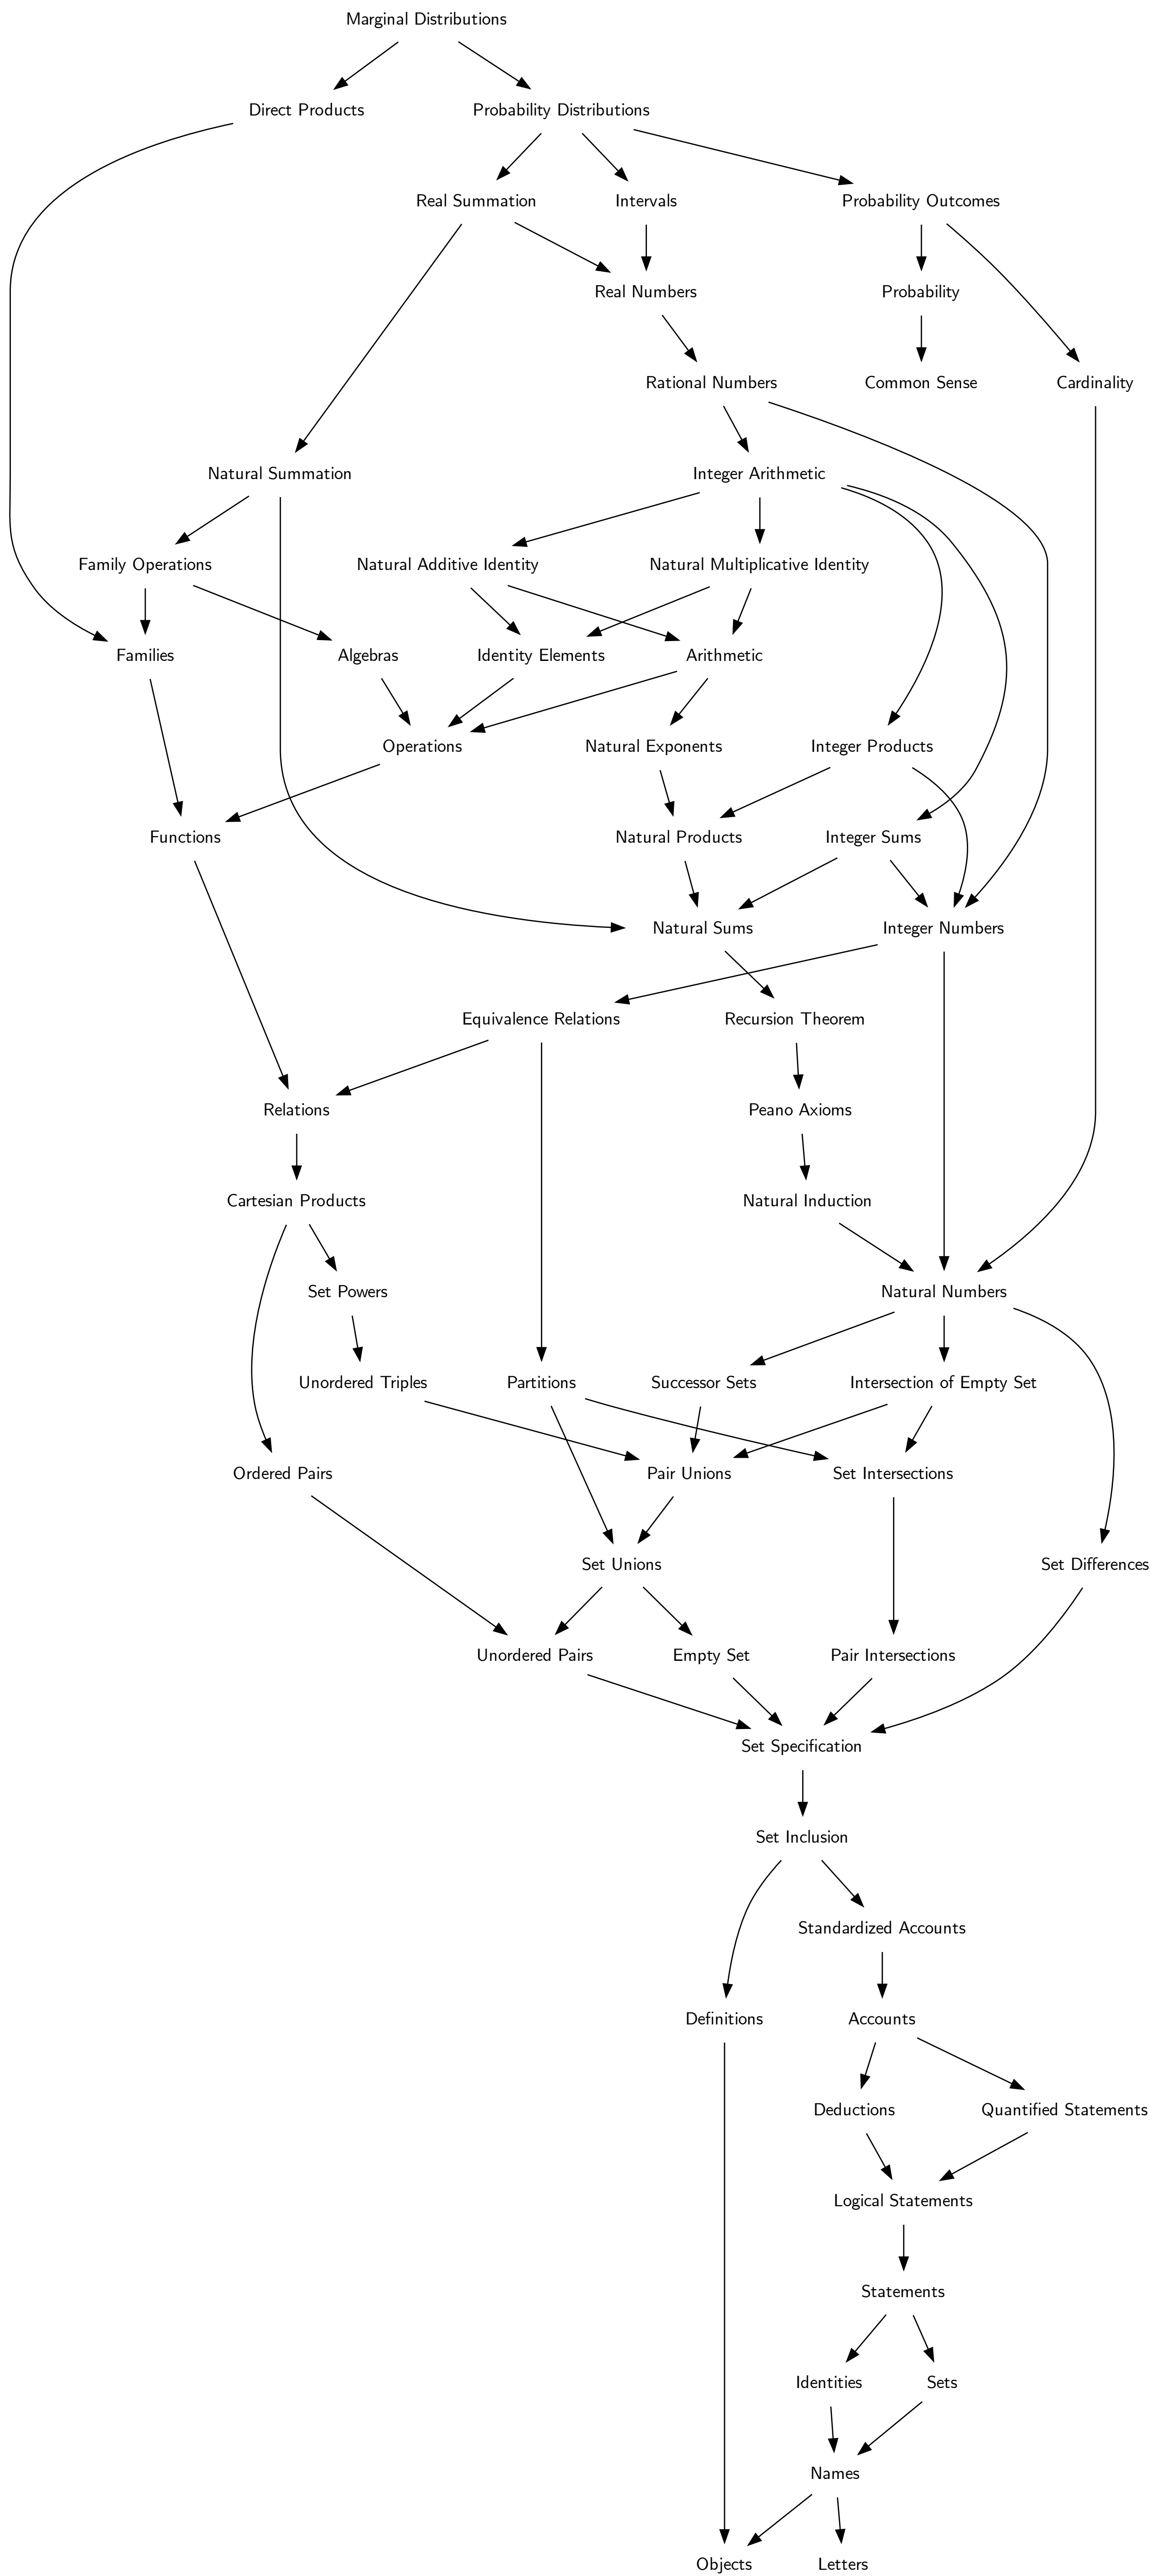 Marginal Distributions
Direct Products
Probability Distributions
Real Summation
Intervals
Probability Outcomes
Real Numbers
Probability
Rational Numbers
Common Sense
Cardinality
Natural Summation
Integer Arithmetic
Family Operations
Natural Additive Identity
Natural Multiplicative Identity
Families
Algebras
Identity Elements
Arithmetic
Operations
Natural Exponents
Integer Products
Functions
Natural Products
Integer Sums
Natural Sums
Integer Numbers
Equivalence Relations
Recursion Theorem
Relations
Peano Axioms
Cartesian Products
Natural Induction
Set Powers
Natural Numbers
Unordered Triples
Partitions
Successor Sets
Intersection of Empty Set
Ordered Pairs
Pair Unions
Set Intersections
Set Unions
Set Differences
Unordered Pairs
Empty Set
Pair Intersections
Set Specification
Set Inclusion
Standardized Accounts
Definitions
Accounts
Deductions
Quantified Statements
Logical Statements
Statements
Identities
Sets
Names
Objects
Letters